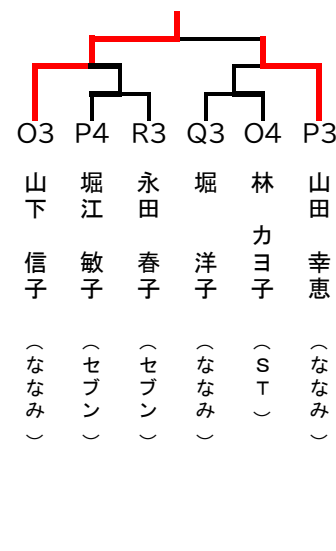 O3 P4 R3 Q3 O4 P3
山下 信子 (ななみ)
堀江 敏子 (セブン)
永田 春子 (セブン)
堀 洋子 (ななみ)
林 カヨ子 (ST)
山田 幸恵 (ななみ)